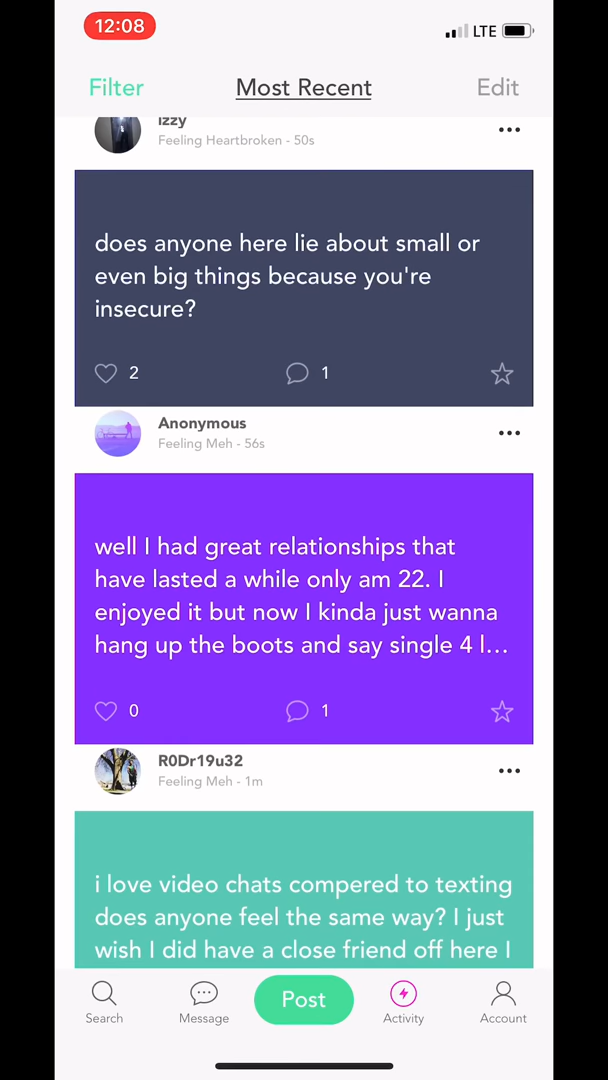 12:08
LTE
Filter
Most Recent
Edit
izzy
Feeling Heartbroken - 50s
does anyone here lie about small or
even big things because you're
insecure?
2
1
Anonymous
Feeling Meh - 56s
well I had great relationships that
have lasted a while only am 22. I
enjoyed it but now I kinda just wanna
hang up the boots and say single 4 l...
0
1
R0Dr19u32
Feeling Meh - 1m
i love video chats compered to texting
does anyone feel the same way? I just
wish I did have a close friend off here I
Search
Message
Post
Activity
Account